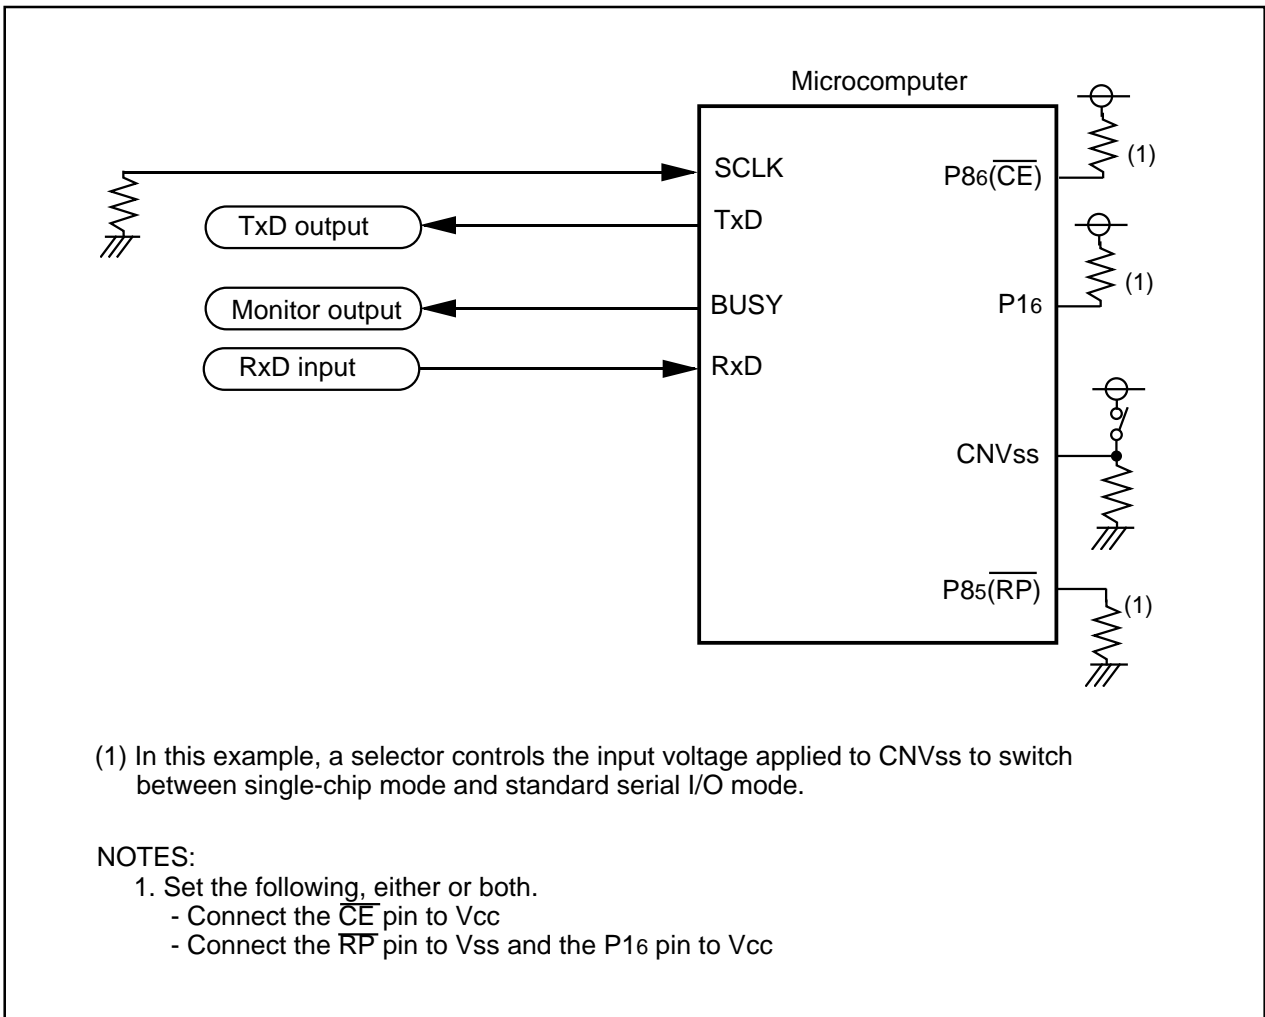 Microcomputer
SCLK
P86(CE) (1)
TxD output
TxD
Monitor output
BUSY
P16 (1)
RxD input
RxD
CNVss
P85(RP) (1)
(1) In this example, a selector controls the input voltage applied to CNVss to switch
between single-chip mode and standard serial I/O mode.
NOTES:
1. Set the following, either or both.
- Connect the CE pin to Vcc
- Connect the RP pin to Vss and the P16 pin to Vcc